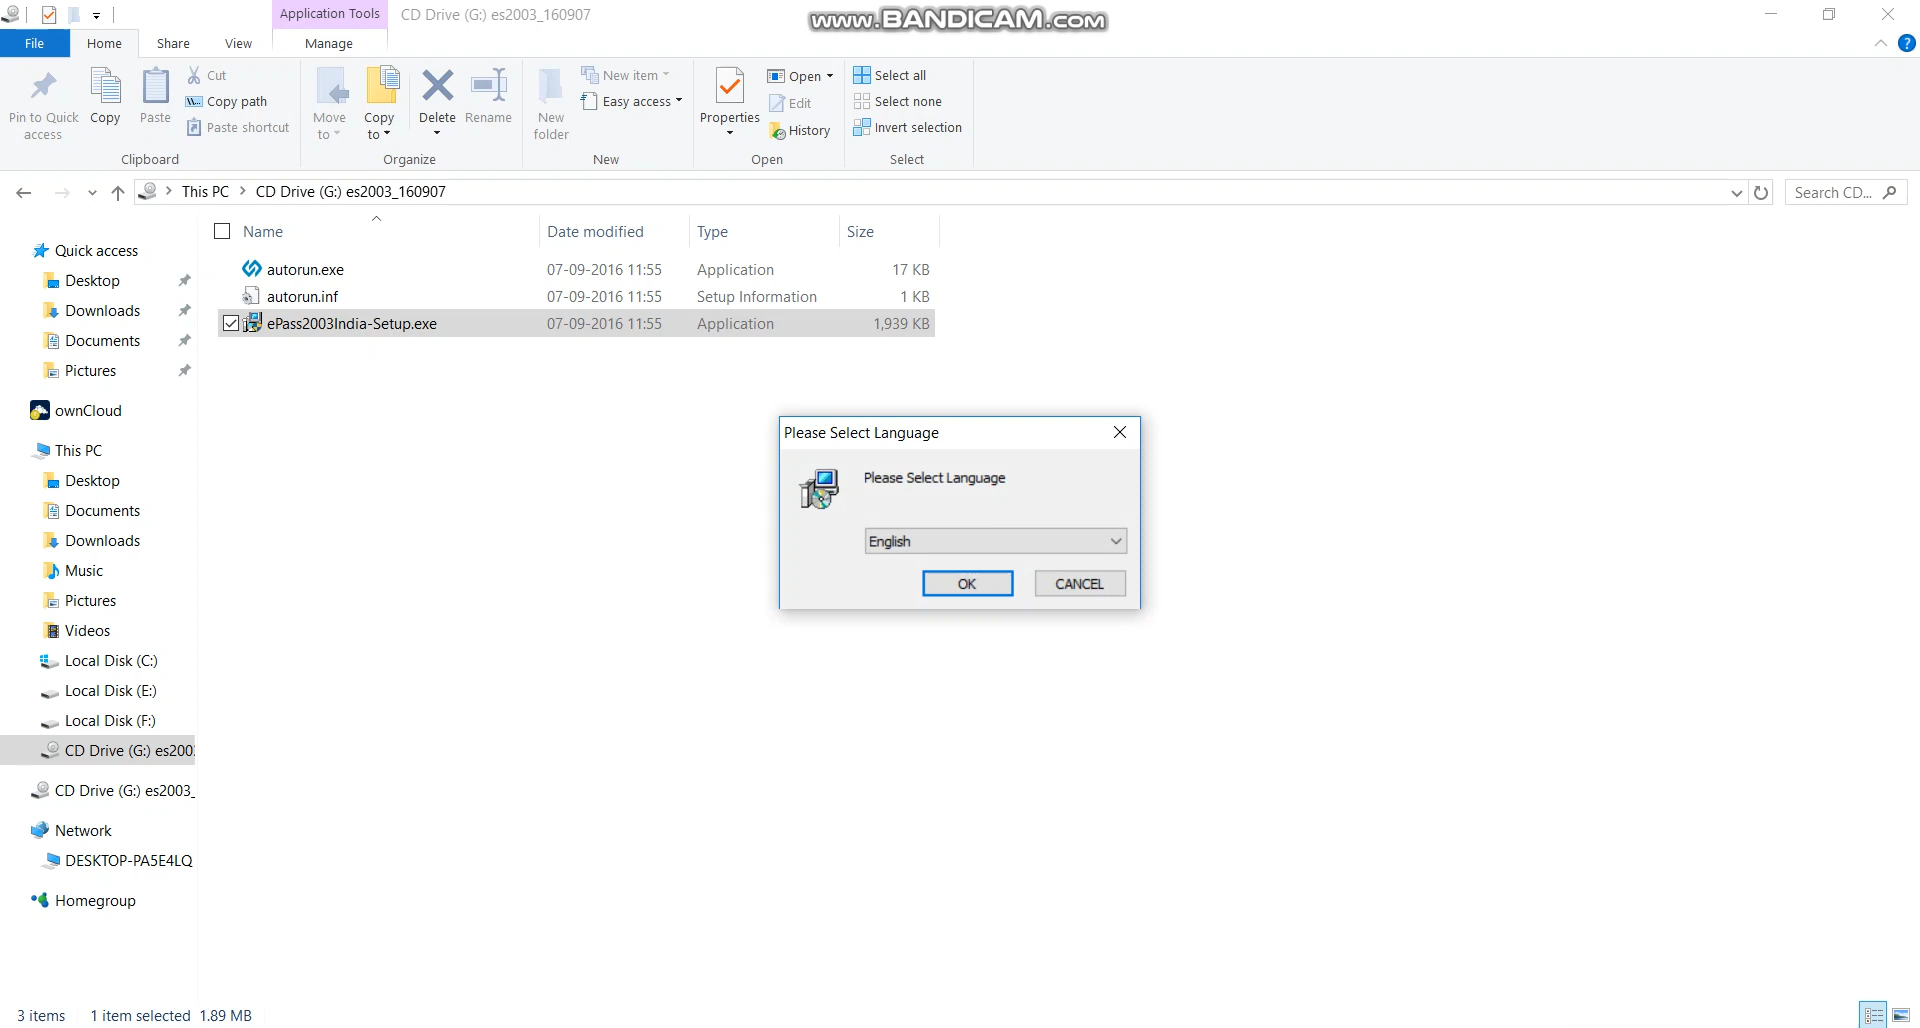 Application Tools
CD Drive (G:) es2003_160907
www.BANDICAM.com
File
Home
Share
View
Manage
Pin to Quick access
Copy
Paste
Cut
Copy path
Paste shortcut
Clipboard
Move to
Copy to
Delete
Rename
Organize
New folder
New item
Easy access
New
Properties
Open
Edit
History
Open
Select all
Select none
Invert selection
Select
This PC
CD Drive (G:) es2003_160907
Search CD...
Name
Date modified
Type
Size
autorun.exe 07-09-2016 11:55 Application 17 KB
autorun.inf 07-09-2016 11:55 Setup Information 1 KB
ePass2003India-Setup.exe 07-09-2016 11:55 Application 1,939 KB
Quick access
Desktop
Downloads
Documents
Pictures
ownCloud
This PC
Desktop
Documents
Downloads
Music
Pictures
Videos
Local Disk (C:)
Local Disk (E:)
Local Disk (F:)
CD Drive (G:) es200
CD Drive (G:) es2003_
Network
DESKTOP-PA5E4LQ
Homegroup
Please Select Language
Please Select Language
English
OK
CANCEL
3 items
1 item selected 1.89 MB